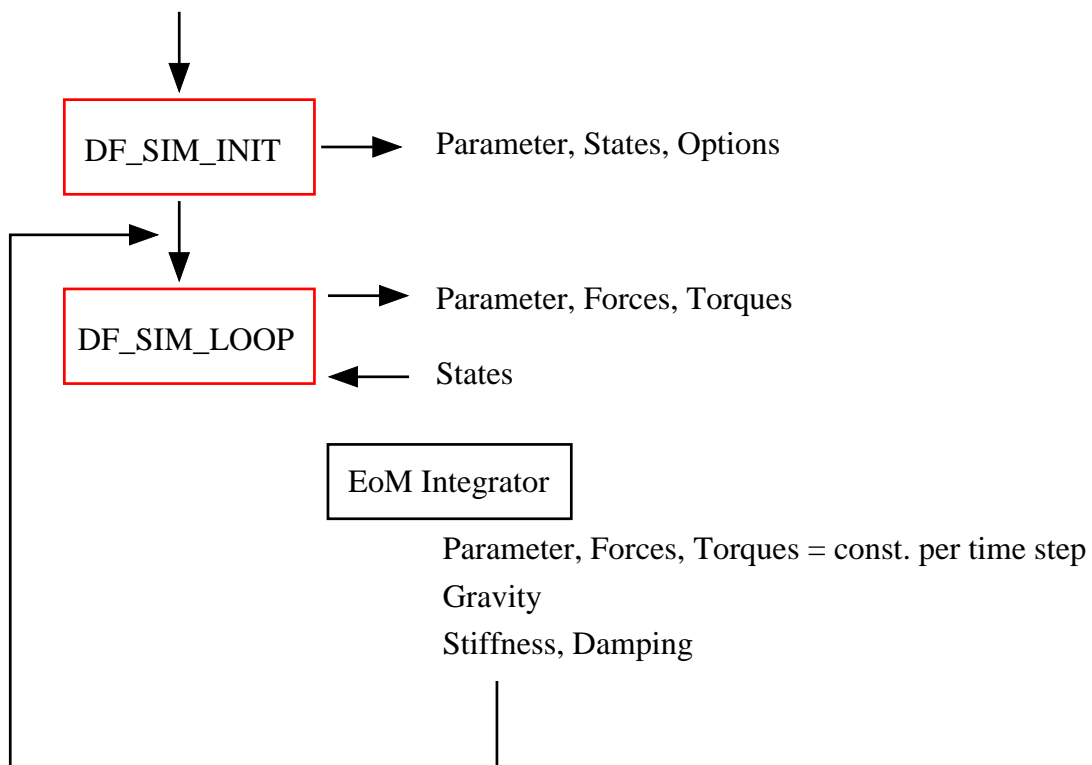 DF_SIM_INIT
Parameter, States, Options
DF_SIM_LOOP
Parameter, Forces, Torques
States
EoM Integrator
Parameter, Forces, Torques = const. per time step
Gravity
Stiffness, Damping